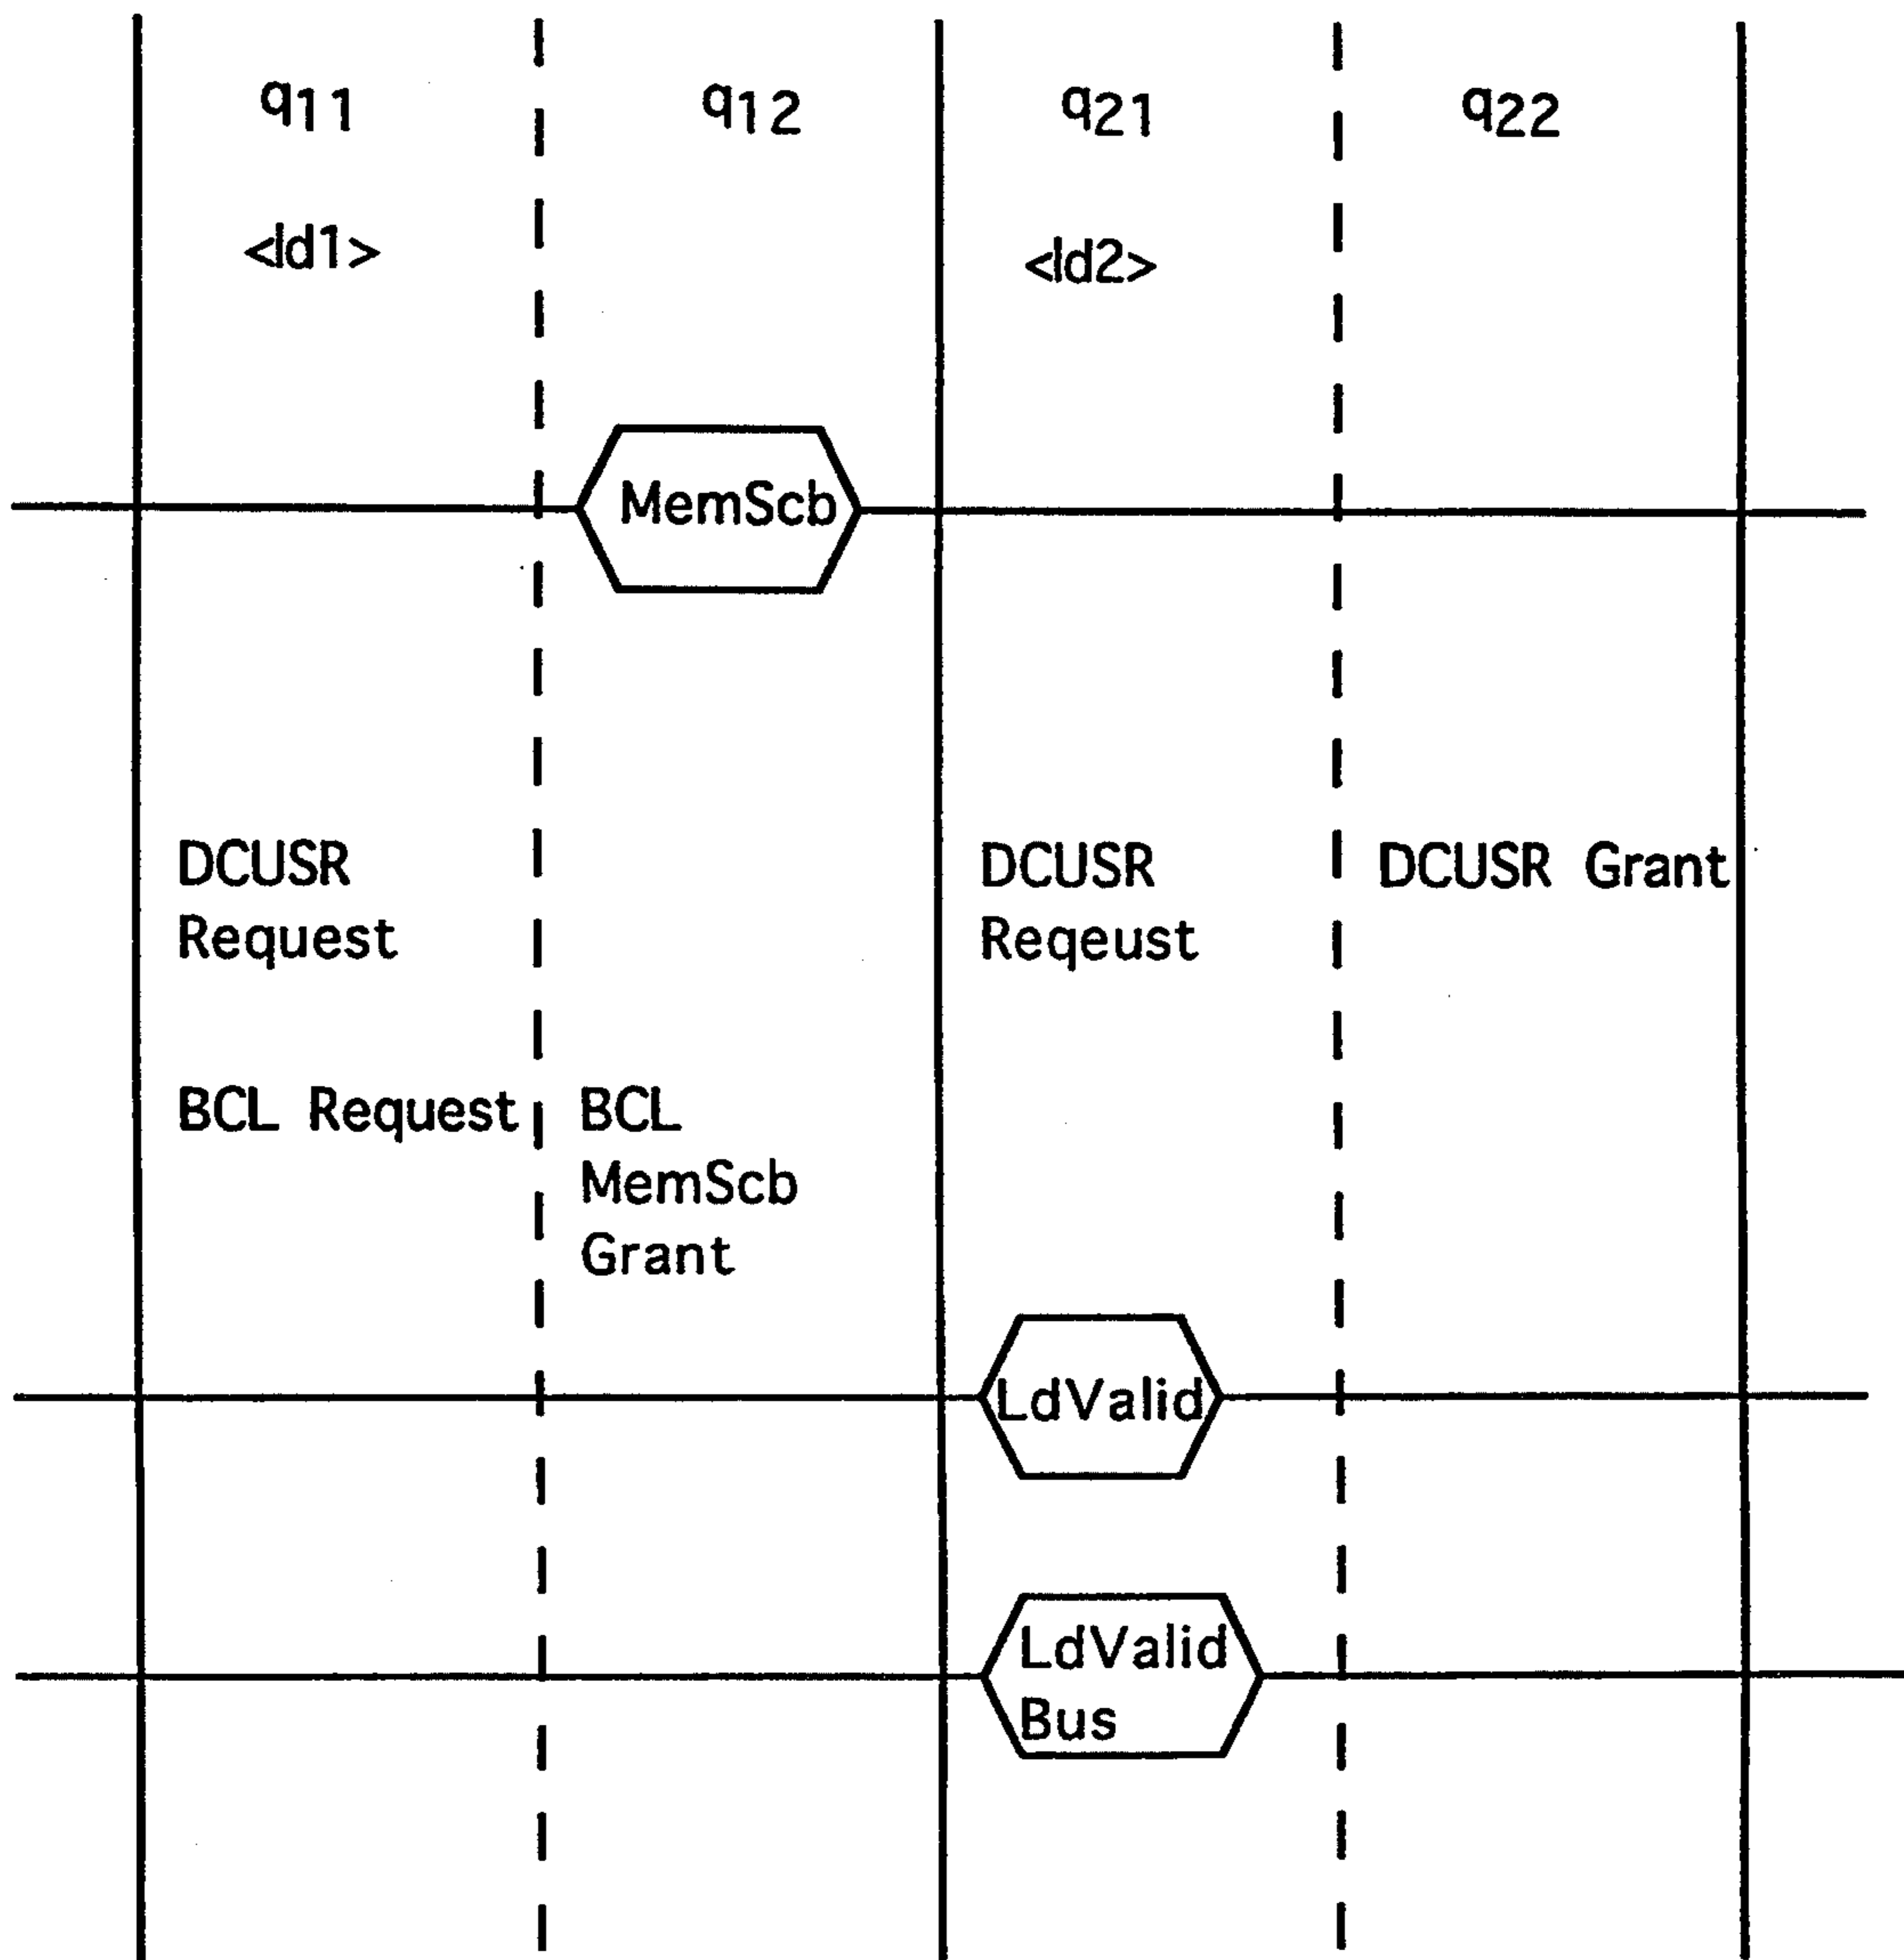 q11 q12 q21 q22
<ld1> <ld2>
MemScb
DCUSR DCUSR DCUSR Grant
Request Reqeust
BCL Request BCL
MemScb
Grant
LdValid
LdValid
Bus